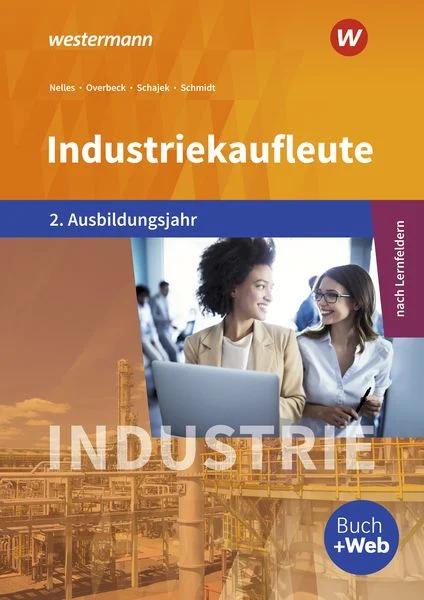 westermann
W
Nelles · Overbeck · Schajek · Schmidt
Industriekaufleute
2. Ausbildungsjahr
nach Lernfeldern
INDUSTRIE
Buch
+Web